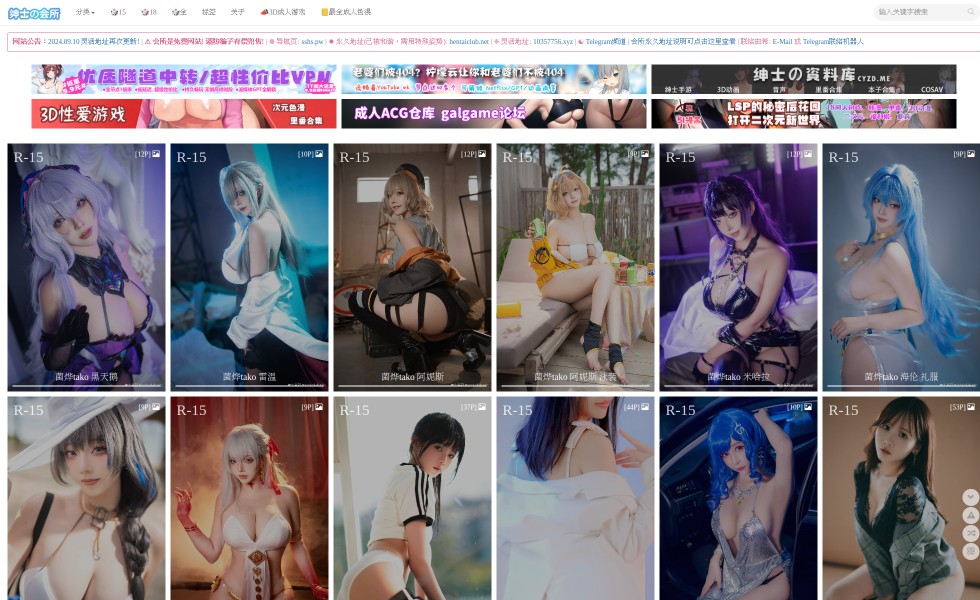 绅士の会所
分类 15 18 全 标签 关于 3D成人游戏 最全成人色漫
输入关键字搜索
网站公告: 2024.09.10 灵活地址再次更新! | 会所是免费网站! 谨防骗子有偿售! | 导航页: sshs.pw | 永久地址(已被和谐，需用特殊姿势): hentaiclub.net | 灵活地址: 10357756.xyz | Telegram频道 | 会所永久地址说明可点击这里查看 | 联络由希: E-Mail 或 Telegram联络机器人
优质隧道中转/超性价比VPN
老婆们被404? 柠檬云让你和老婆们不被404
绅士の资料库CYZD.ME
绅士手游 3D动画 音声 里番合集 本子合集 COSAV
3D性爱游戏 次元色漫
里番合集
成人ACG仓库 galgame论坛
LSP的秘密后花园
打开二次元新世界
R-15 [12P]
菌烨tako 黑天鹅
R-15 [10P]
菌烨tako 雷温
R-15 [12P]
菌烨tako 阿妮斯
R-15 [9P]
菌烨tako 阿妮斯 泳装
R-15 [12P]
菌烨tako 米哈拉
R-15 [9P]
菌烨tako 海伦 礼服
R-15 [9P]
R-15 [9P]
R-15 [37P]
R-15 [44P]
R-15 [10P]
R-15 [53P]